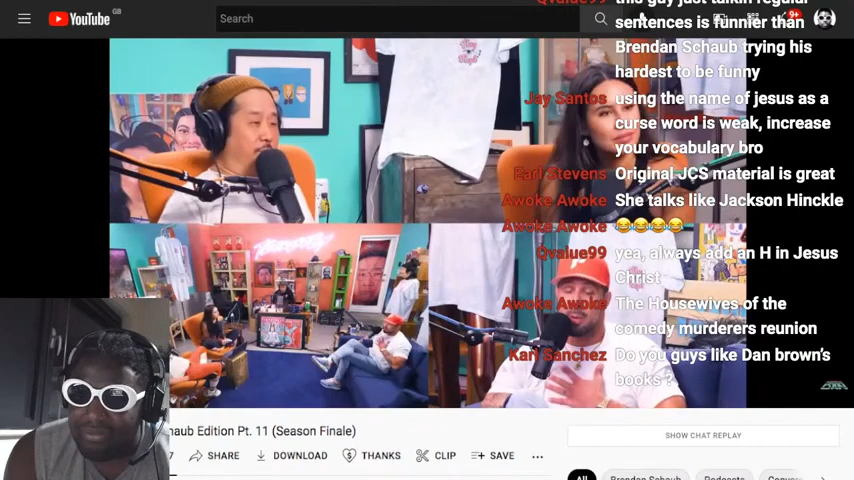 YouTube GB
Search
9+
this guy just talkin regular
sentences is funnier than
Brendan Schaub trying his
hardest to be funny
Jay Santos using the name of jesus as a
curse word is weak, increase
your vocabulary bro
Earl Stevens Original JCS material is great
Awoke Awoke She talks like Jackson Hinckle
Awoke Awoke 😂😂😂😂
Qvalue99 yea, always add an H in Jesus
Christ
Awoke Awoke The Housewives of the
comedy murderers reunion
Karl Sanchez Do you guys like Dan brown's
books ?
haub Edition Pt. 11 (Season Finale)
7 SHARE DOWNLOAD THANKS CLIP SAVE ...
SHOW CHAT REPLAY
All Brendan Schaub Podcasts